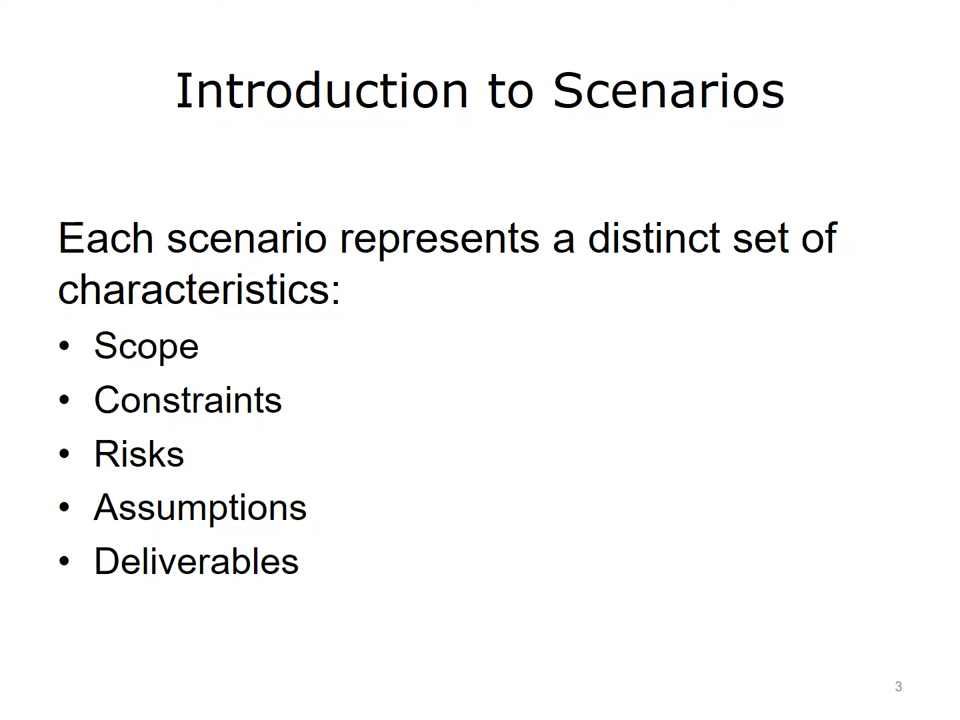 Introduction to Scenarios
Each scenario represents a distinct set of
characteristics:
• Scope
• Constraints
• Risks
• Assumptions
• Deliverables
3